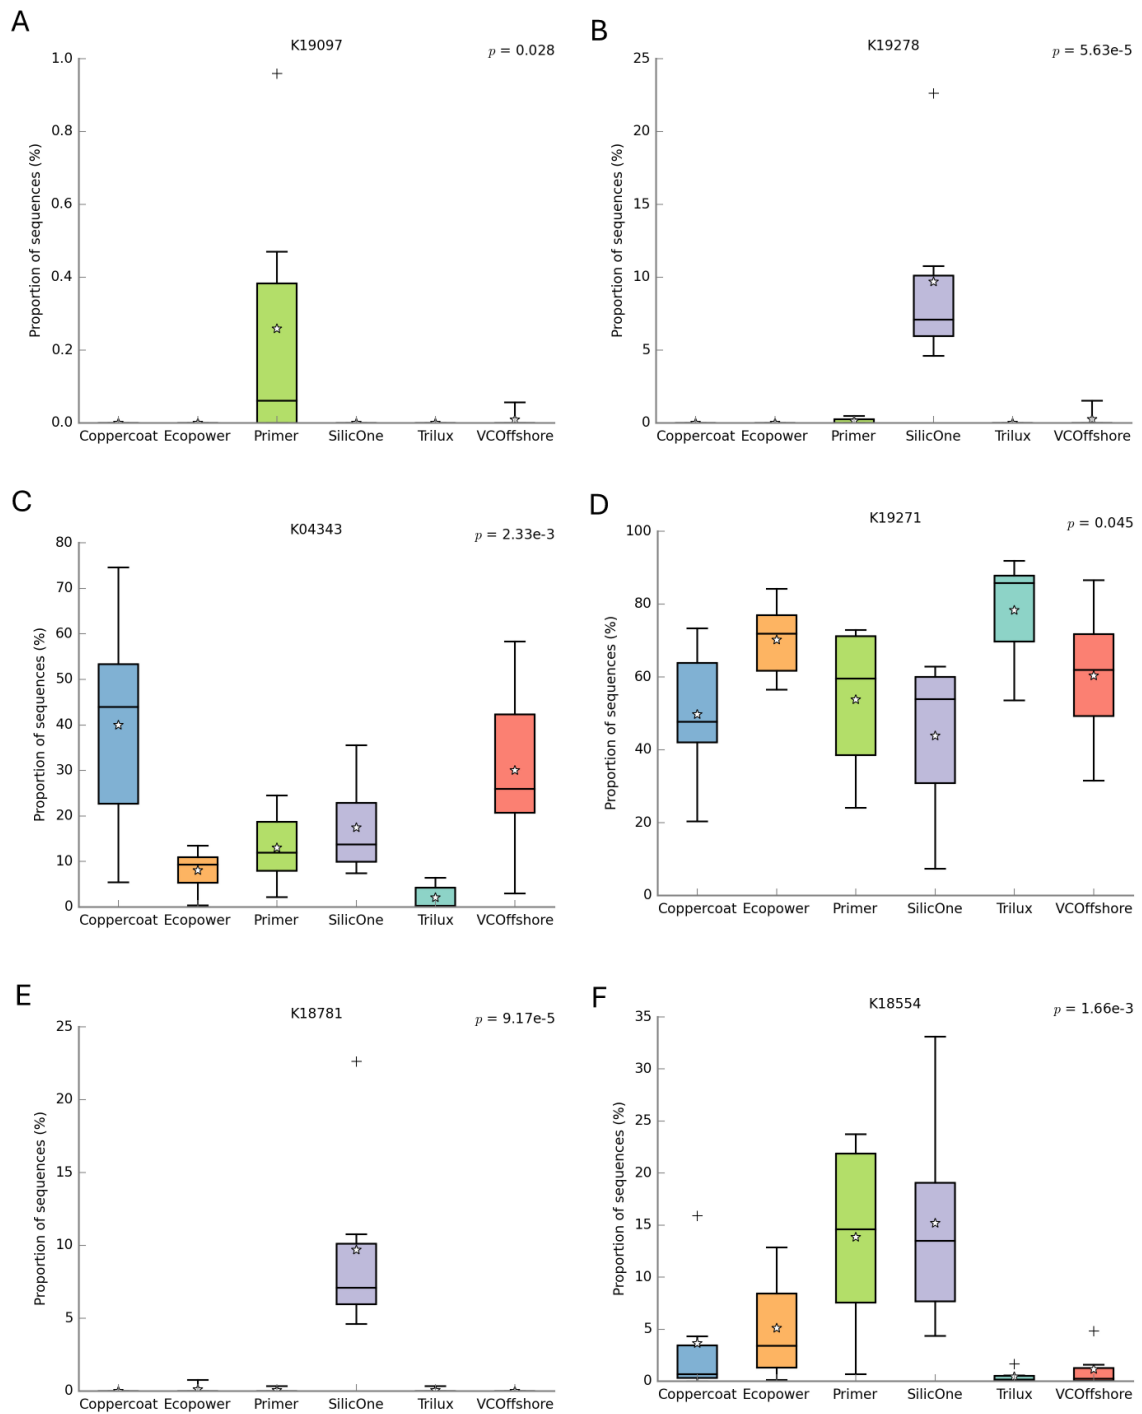 A
K19097
p = 0.028
Proportion of sequences (%)
1.0
0.8
0.6
0.4
0.2
0.0
Coppercoat Ecopower Primer SilicOne Trilux VCOffshore
B
K19278
p = 5.63e-5
Proportion of sequences (%)
25
20
15
10
5
0
Coppercoat Ecopower Primer SilicOne Trilux VCOffshore
C
K04343
p = 2.33e-3
Proportion of sequences (%)
80
70
60
50
40
30
20
10
0
Coppercoat Ecopower Primer SilicOne Trilux VCOffshore
D
K19271
p = 0.045
Proportion of sequences (%)
100
80
60
40
20
0
Coppercoat Ecopower Primer SilicOne Trilux VCOffshore
E
K18781
p = 9.17e-5
Proportion of sequences (%)
25
20
15
10
5
0
Coppercoat Ecopower Primer SilicOne Trilux VCOffshore
F
K18554
p = 1.66e-3
Proportion of sequences (%)
35
30
25
20
15
10
5
0
Coppercoat Ecopower Primer SilicOne Trilux VCOffshore